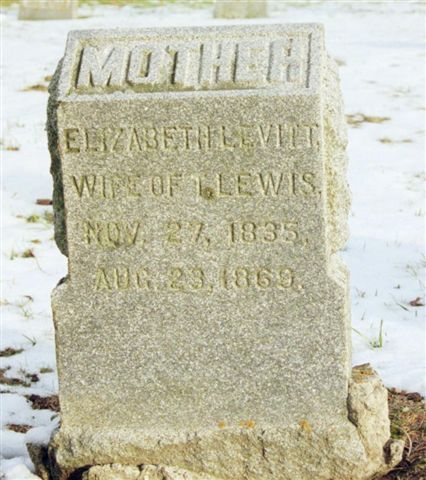 MOTHER
ELIZABETH LEVITT,
WIFE OF T. LEWIS.
NOV. 27, 1835,
AUG. 23, 1869.